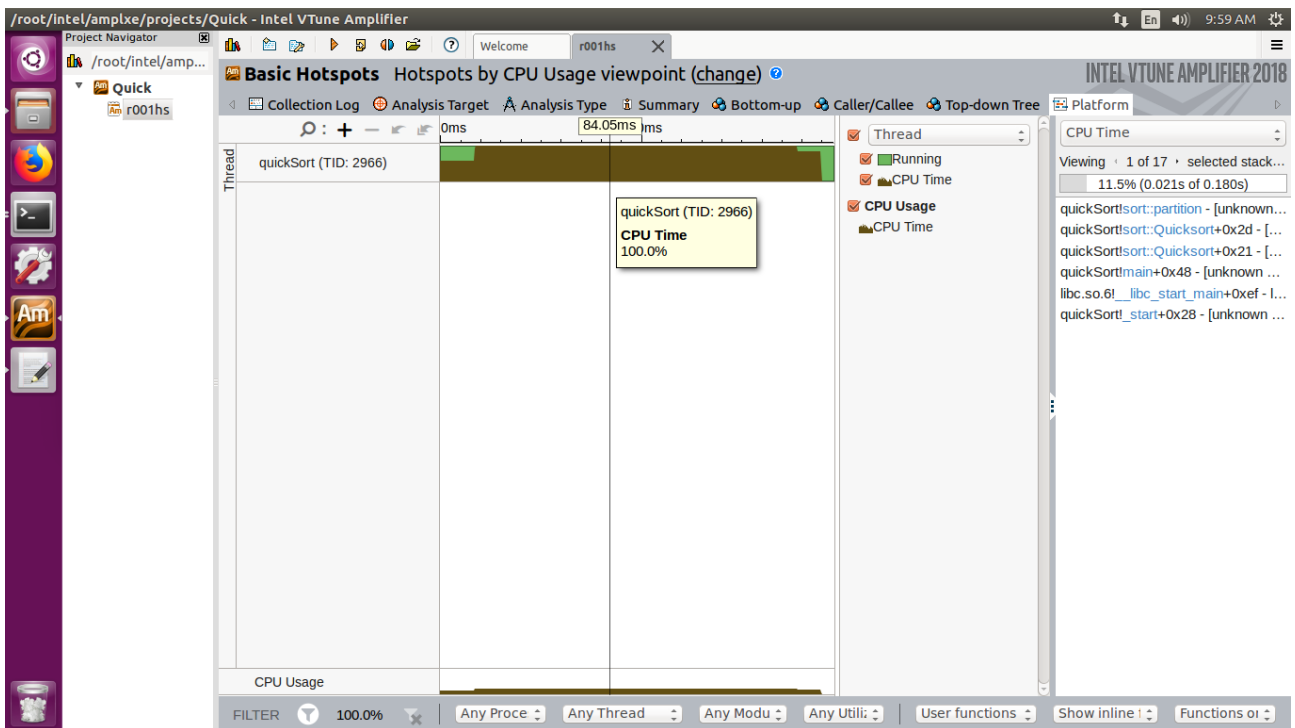 /root/intel/amplxe/projects/Quick - Intel VTune Amplifier
En 9:59 AM
Project Navigator
/root/intel/amp...
Quick
r001hs
Welcome r001hs
Basic Hotspots Hotspots by CPU Usage viewpoint (change)
INTEL VTUNE AMPLIFIER 2018
Collection Log Analysis Target Analysis Type Summary Bottom-up Caller/Callee Top-down Tree Platform
0ms 84.05ms ms
Thread
quickSort (TID: 2966)
quickSort (TID: 2966)
CPU Time
100.0%
Thread
Running
CPU Time
CPU Usage
CPU Time
CPU Time
Viewing 1 of 17 selected stack...
11.5% (0.021s of 0.180s)
quickSort!sort::partition - [unknown...
quickSort!sort::Quicksort+0x2d - [...
quickSort!sort::Quicksort+0x21 - [...
quickSort!main+0x48 - [unknown ...
libc.so.6!__libc_start_main+0xef - l...
quickSort!_start+0x28 - [unknown ...
Am
CPU Usage
FILTER 100.0% Any Proce Any Thread Any Modu Any Utili User functions Show inline f Functions or